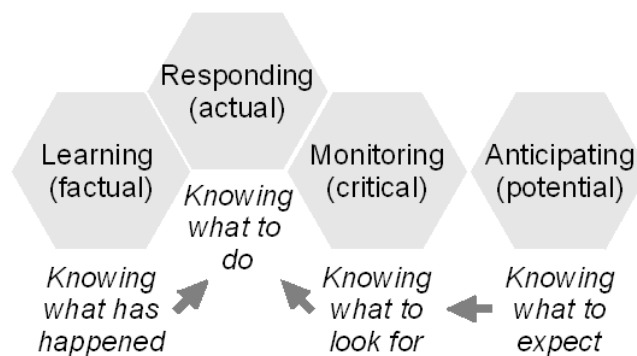 Responding
(actual)
Learning
(factual)
Monitoring
(critical)
Anticipating
(potential)
Knowing
what to
do
Knowing
what has
happened
Knowing
what to
look for
Knowing
what to
expect